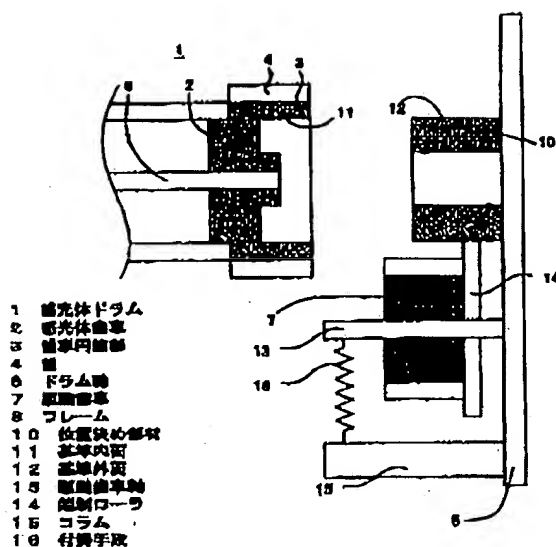 1
4
3
2
11
12
10
14
7
13
16
15
1 感光体ドラム
2 感光体歯車
3 歯車円筒部
4 歯
6 ドラム軸
7 駆動歯車
8 フレーム
10 位置決め部材
11 基準内面
12 基準外面
13 駆動歯車軸
14 規制ローラ
15 コラム
16 付勢手段